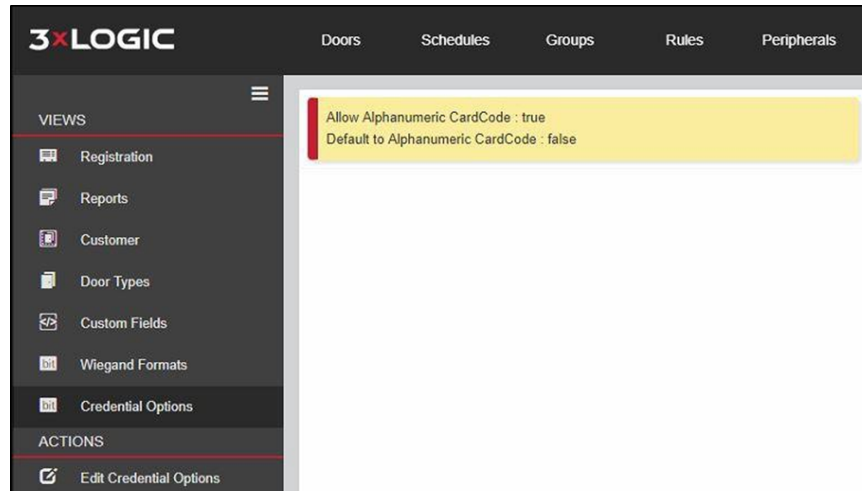 3xLOGIC
Doors Schedules Groups Rules Peripherals
VIEWS
Registration
Reports
Customer
Door Types
Custom Fields
bit Wiegand Formats
bit Credential Options
ACTIONS
Edit Credential Options
Allow Alphanumeric CardCode : true
Default to Alphanumeric CardCode : false